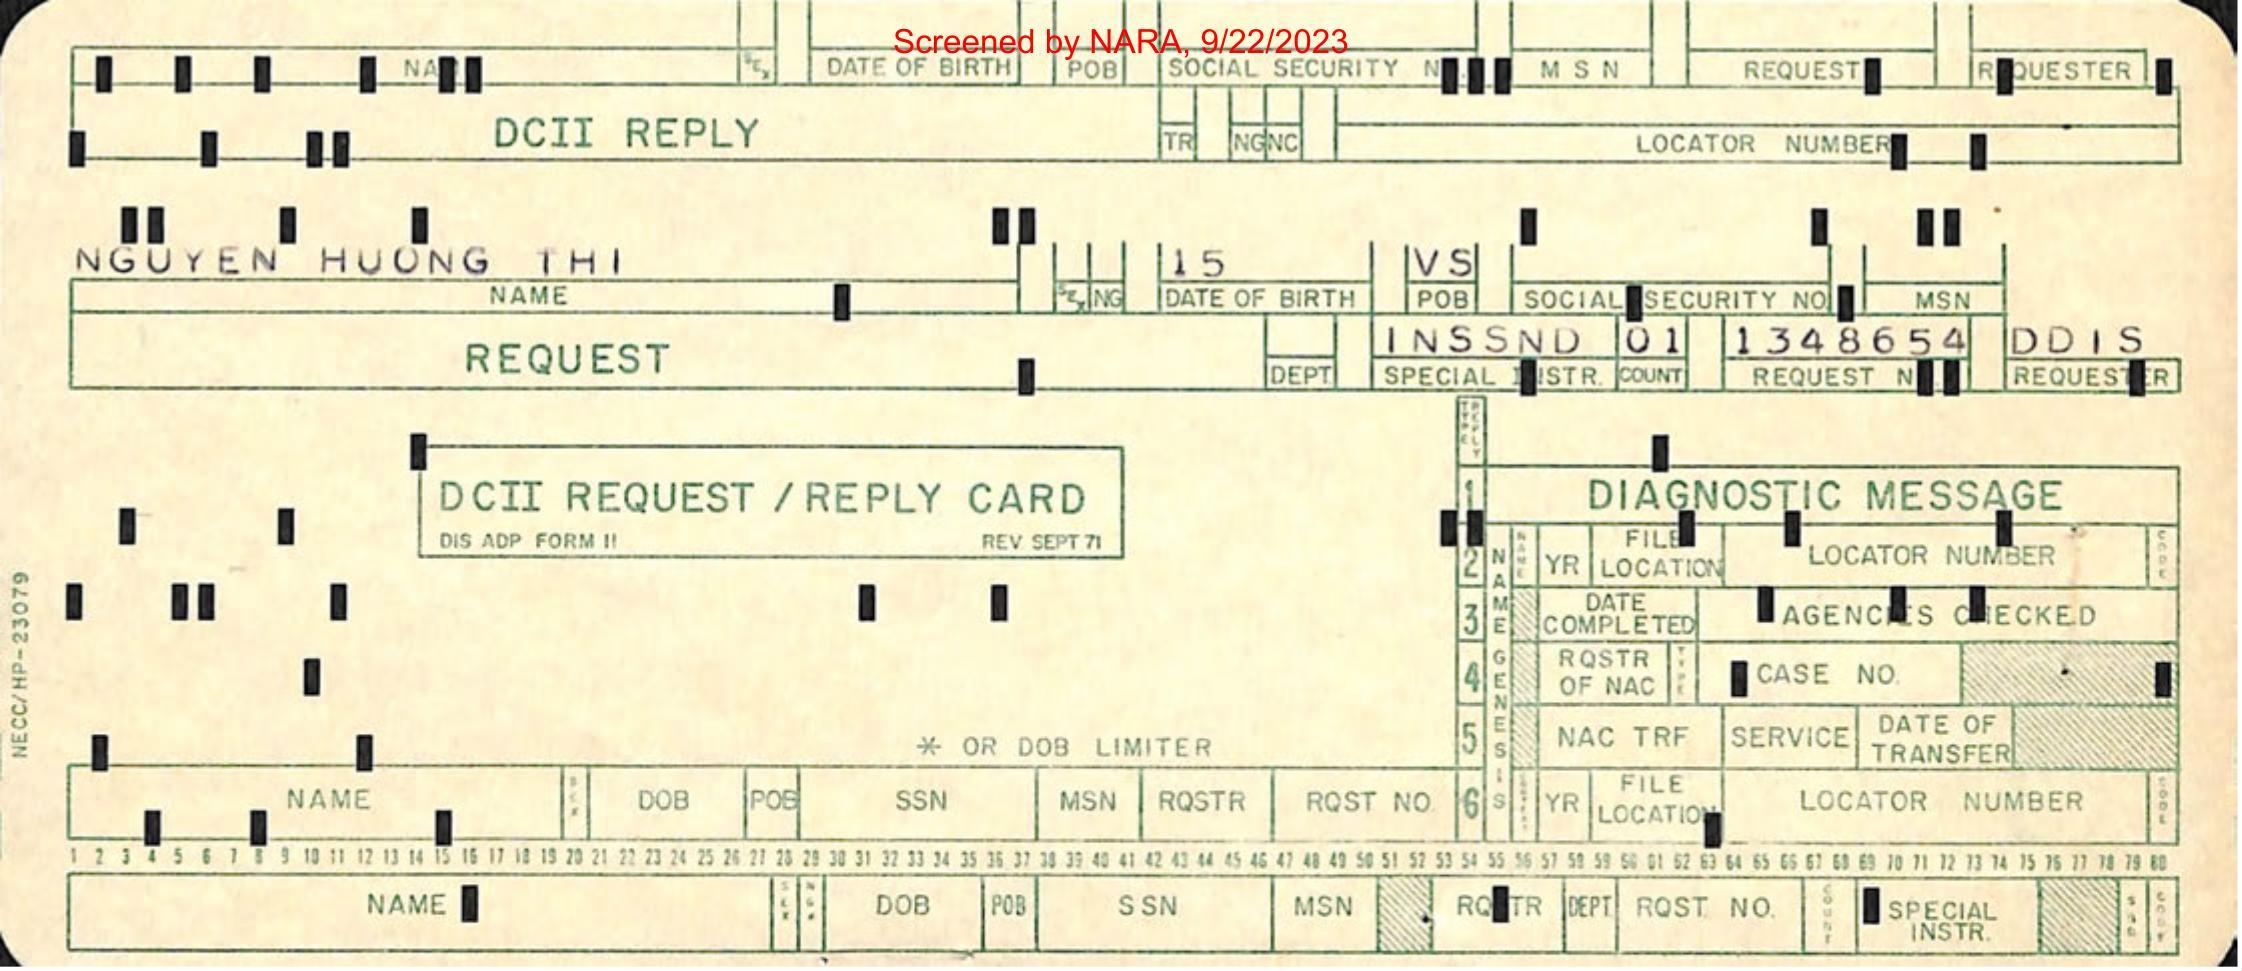 Screened by NARA, 9/22/2023
NA SEX DATE OF BIRTH POB SOCIAL SECURITY N MSN REQUEST R QUESTER
DCII REPLY TR NG NC LOCATOR NUMBER
NGUYEN HUONG THI 15 VS
NAME SEX NG DATE OF BIRTH POB SOCIAL SECURITY NO MSN
INSSND 01 1348654 DDIS
REQUEST DEPT. SPECIAL INSTR. COUNT REQUEST N REQUESTER
REPLY TYPE
DCII REQUEST / REPLY CARD
DIS ADP FORM 11 REV SEPT 71
1 DIAGNOSTIC MESSAGE
NAME GENESIS
2 NAME YR FILE LOCATION LOCATOR NUMBER CODE
3 DATE COMPLETED AGENCIES CHECKED
4 RQSTR OF NAC TYPE CASE NO.
5 NAC TRF SERVICE DATE OF TRANSFER
* OR DOB LIMITER
NAME SEX DOB POB SSN MSN RQSTR RQST NO. 6 YR FILE LOCATION LOCATOR NUMBER CODE
1 2 3 4 5 6 7 8 9 10 11 12 13 14 15 16 17 18 19 20 21 22 23 24 25 26 27 28 29 30 31 32 33 34 35 36 37 38 39 40 41 42 43 44 45 46 47 48 49 50 51 52 53 54 55 56 57 58 59 60 61 62 63 64 65 66 67 68 69 70 71 72 73 74 75 76 77 78 79 80
NAME SEX DOB POB SSN MSN RQSTR DEPT. RQST. NO. COUNT SPECIAL INSTR. CODE
NECC/HP-23079